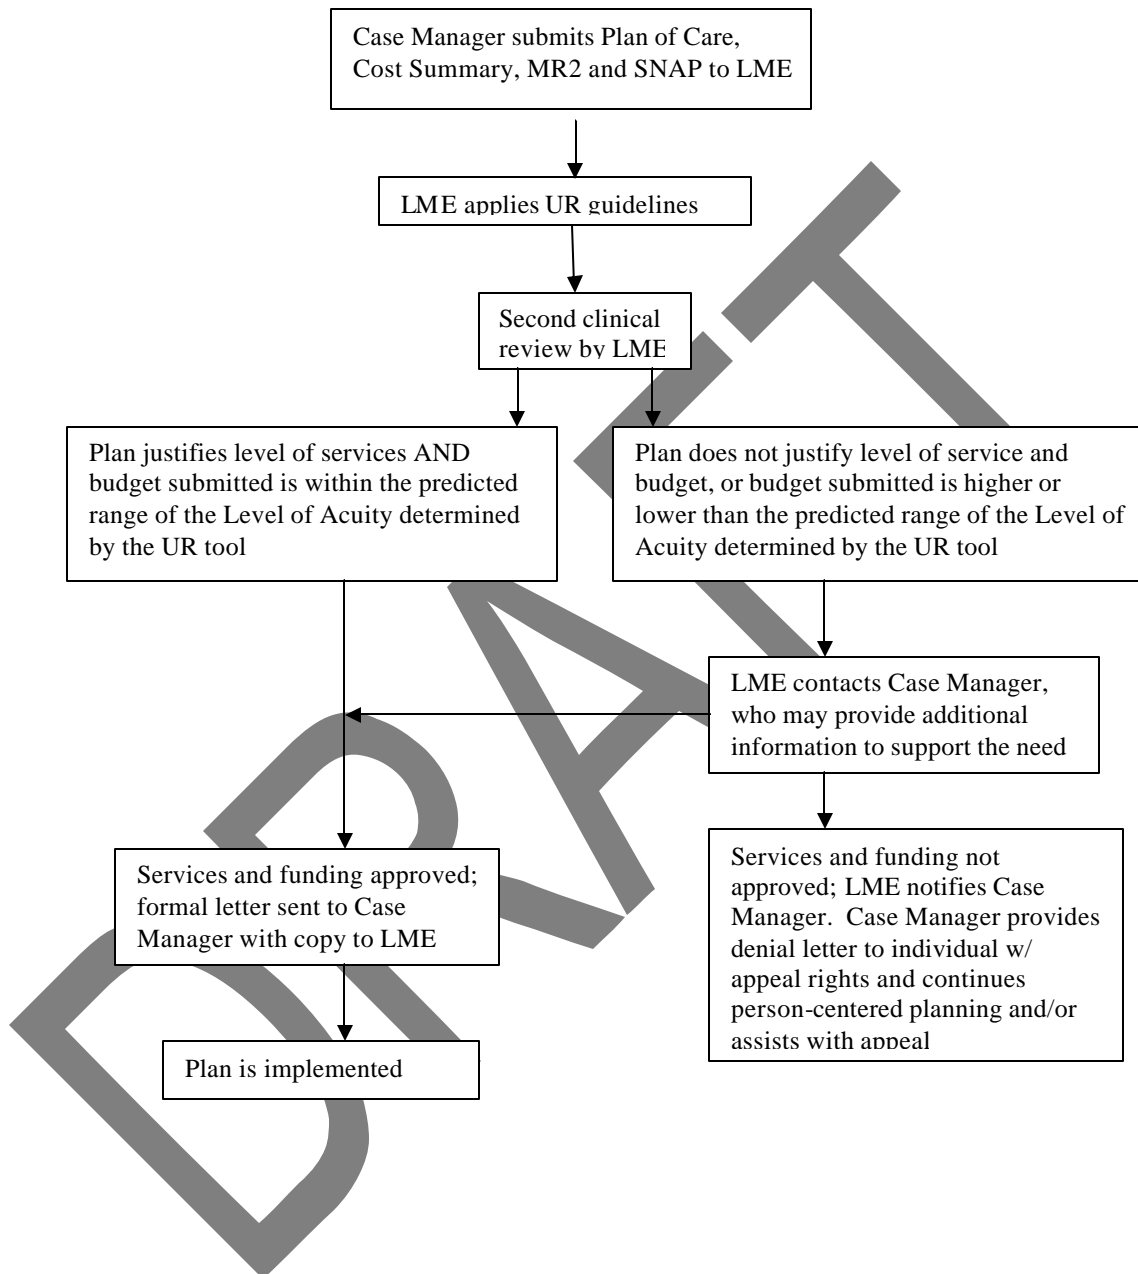 Case Manager submits Plan of Care,
Cost Summary, MR2 and SNAP to LME
LME applies UR guidelines
Second clinical
review by LME
Plan justifies level of services AND
budget submitted is within the predicted
range of the Level of Acuity determined
by the UR tool
Plan does not justify level of service and
budget, or budget submitted is higher or
lower than the predicted range of the Level of
Acuity determined by the UR tool
LME contacts Case Manager,
who may provide additional
information to support the need
Services and funding approved;
formal letter sent to Case
Manager with copy to LME
Services and funding not
approved; LME notifies Case
Manager.  Case Manager provides
denial letter to individual w/
appeal rights and continues
person-centered planning and/or
assists with appeal
Plan is implemented
DRAFT